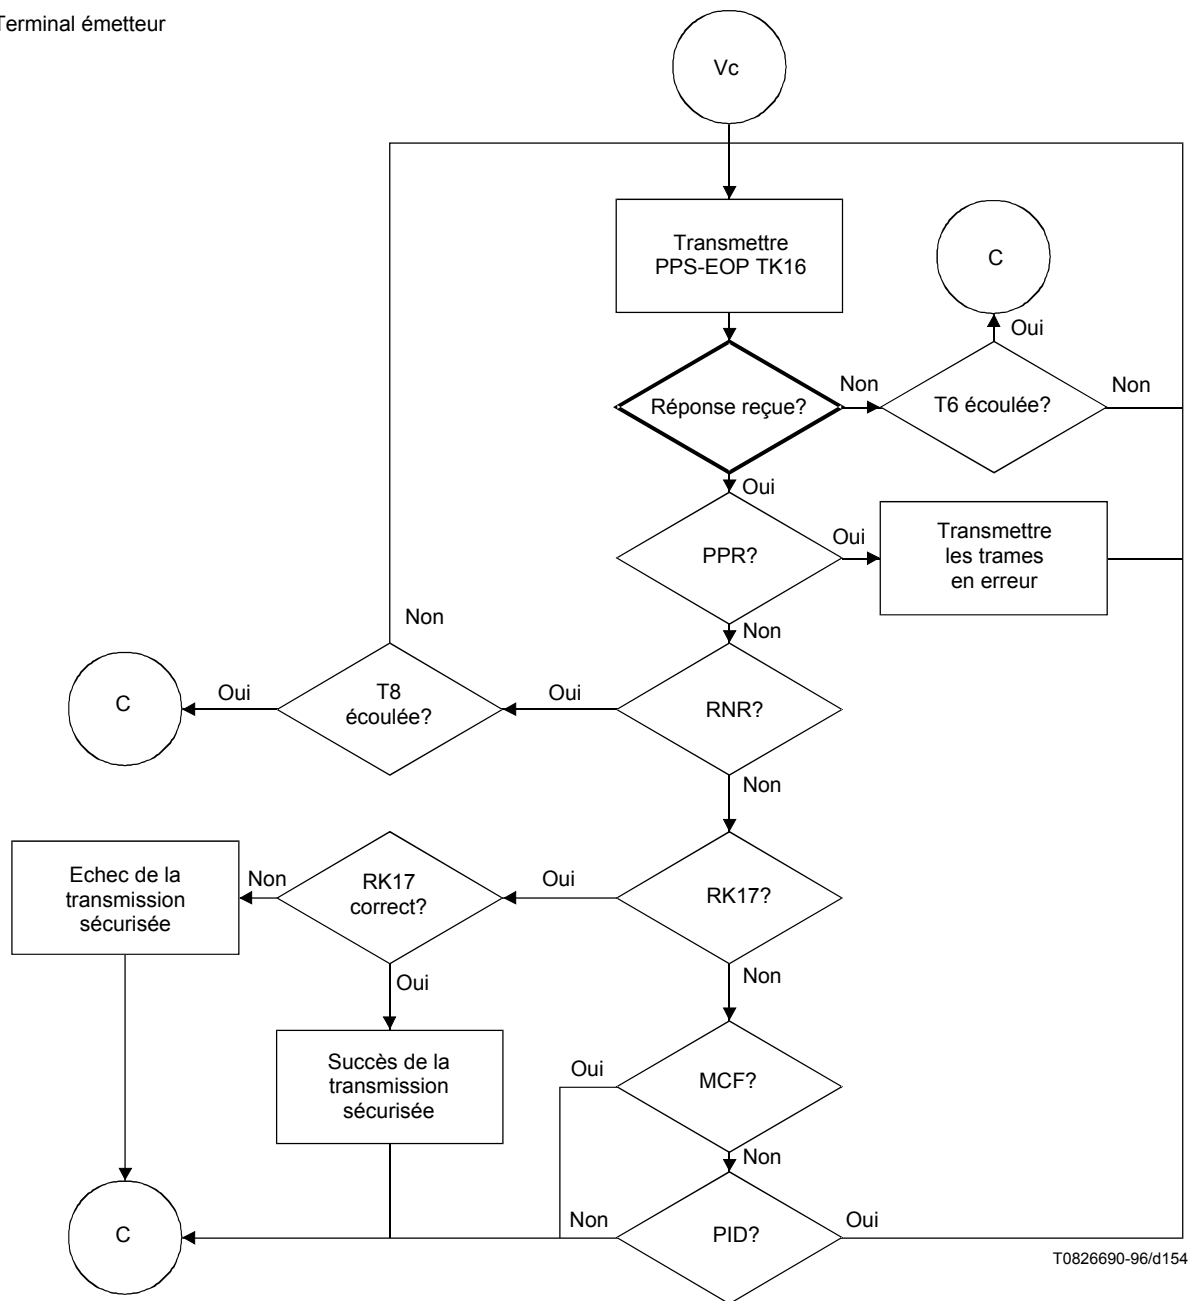 Terminal émetteur
Vc
Transmettre
PPS-EOP TK16
C
Oui
Réponse reçue?
Non
T6 écoulée?
Non
Oui
PPR?
Oui
Transmettre
les trames
en erreur
Non
Non
C
Oui
T8
écoulée?
Oui
RNR?
Non
Echec de la
transmission
sécurisée
Non
RK17
correct?
Oui
RK17?
Oui
Non
Succès de la
transmission
sécurisée
Oui
MCF?
Non
C
Non
PID?
Oui
T0826690-96/d154